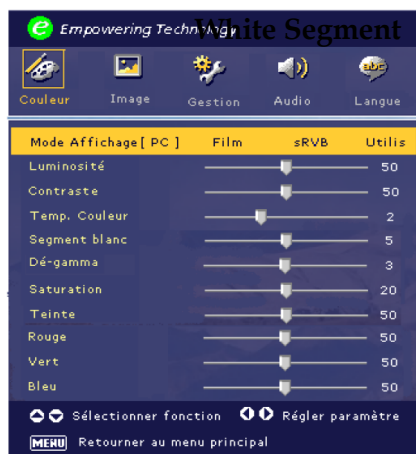 e Empowering Technology
White Segment
Couleur Image Gestion Audio Langue
Mode Affichage [ PC ] Film sRVB Utilis
Luminosité 50
Contraste 50
Temp. Couleur 2
Segment blanc 5
Dé-gamma 3
Saturation 20
Teinte 50
Rouge 50
Vert 50
Bleu 50
Sélectionner fonction Régler paramètre
MENU Retourner au menu principal